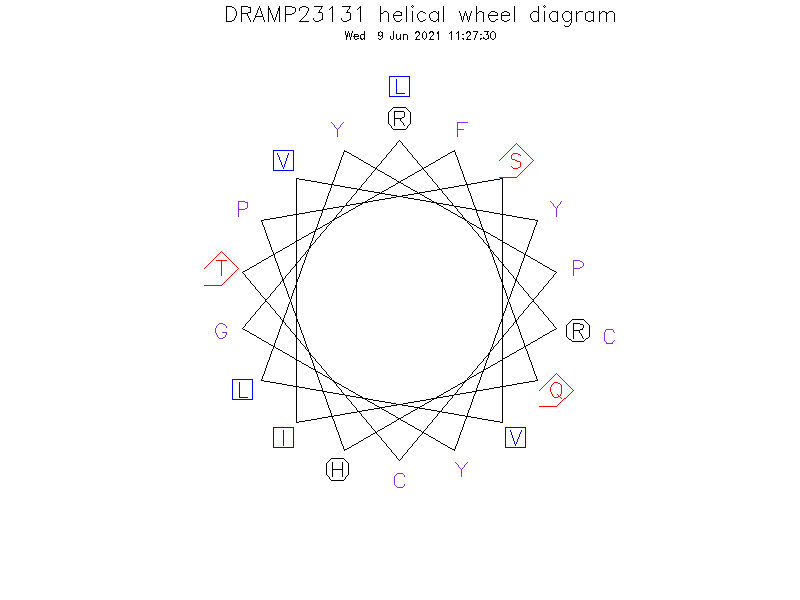 DRAMP23131 helical wheel diagram
Wed 9 Jun 2021 11:27:30
L
R
Y F
V S
P Y
T P
G R C
L Q
I V
H Y
C